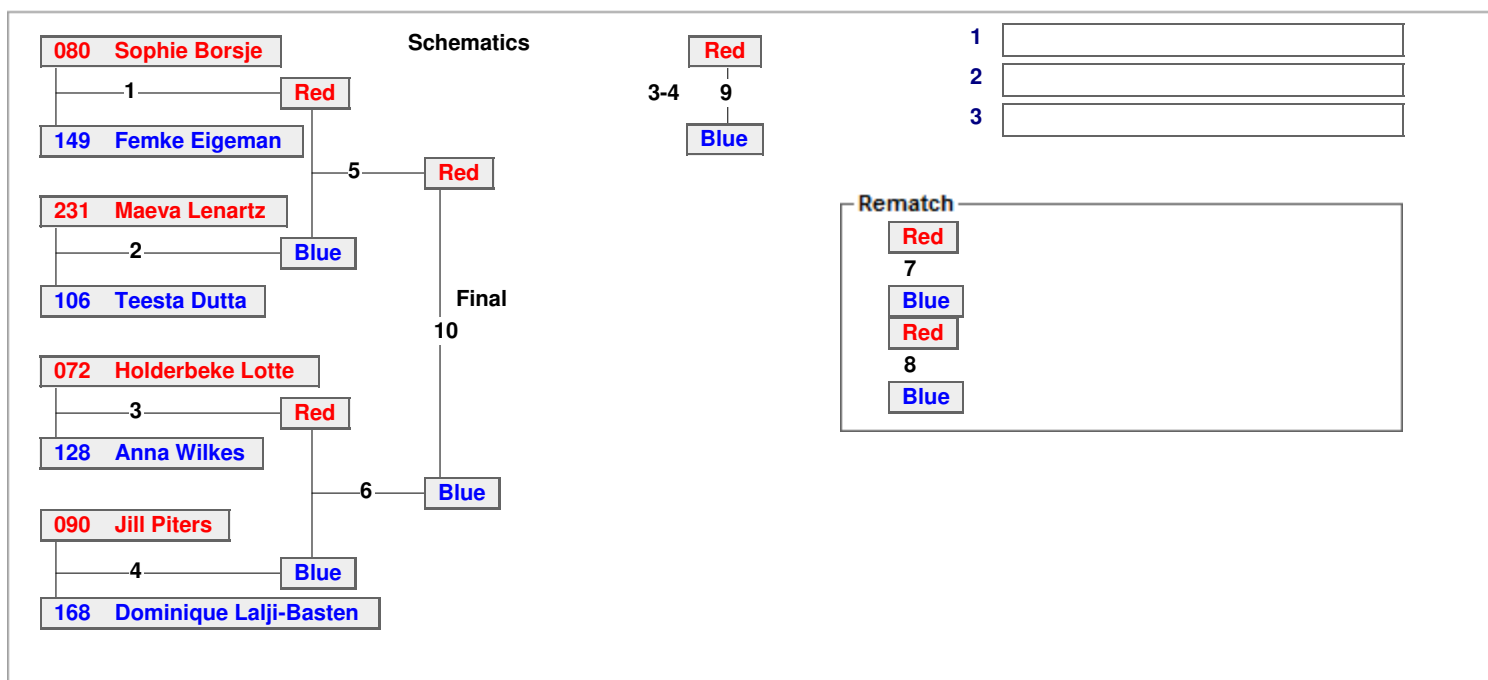 Schematics
080 Sophie Borsje
1
Red
149 Femke Eigeman
5
Red
231 Maeva Lenartz
2
Blue
106 Teesta Dutta
Final
10
072 Holderbeke Lotte
3
Red
128 Anna Wilkes
6
Blue
090 Jill Piters
4
Blue
168 Dominique Lalji-Basten
Red
3-4 9
Blue
1
2
3
Rematch
Red
7
Blue
Red
8
Blue